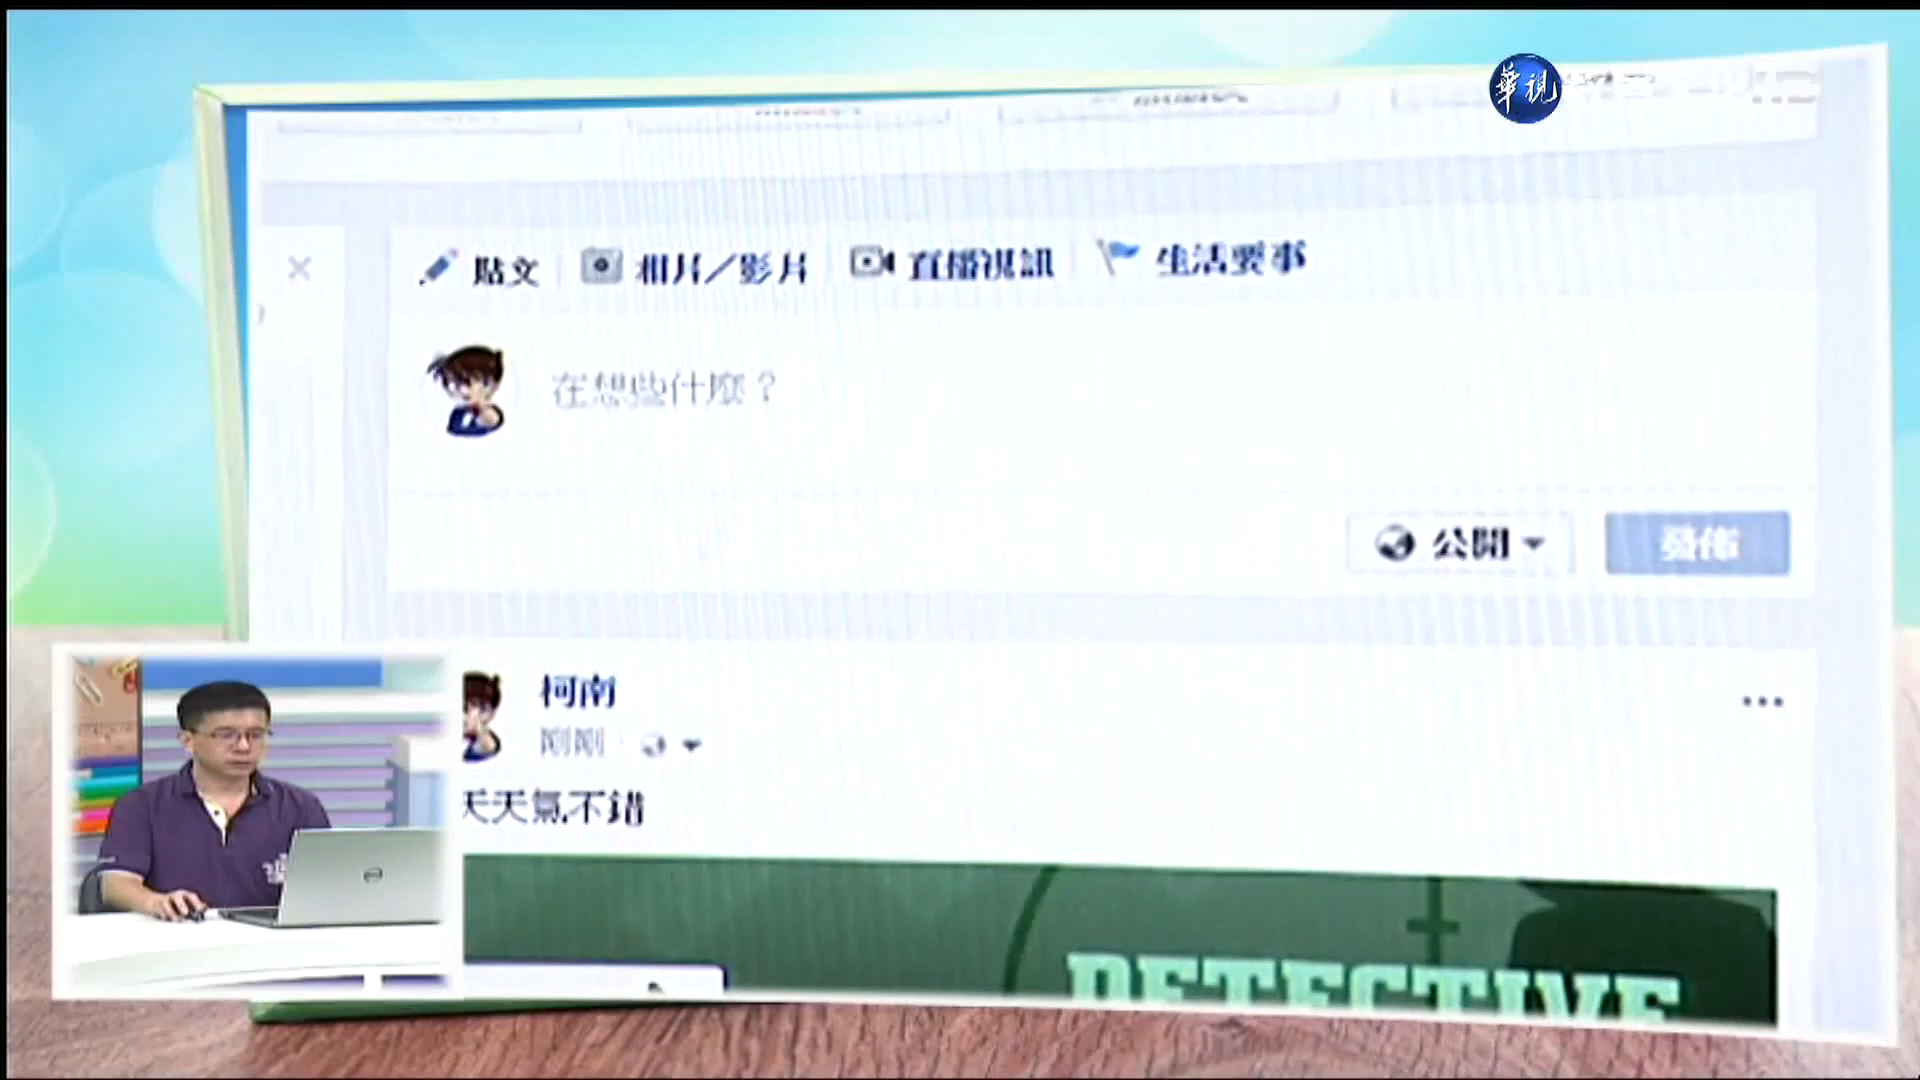 華視
貼文 相片／影片 直播視訊 生活要事
在想些什麼？
公開 發佈
柯南
剛剛
天天氣不錯
DETECTIVE